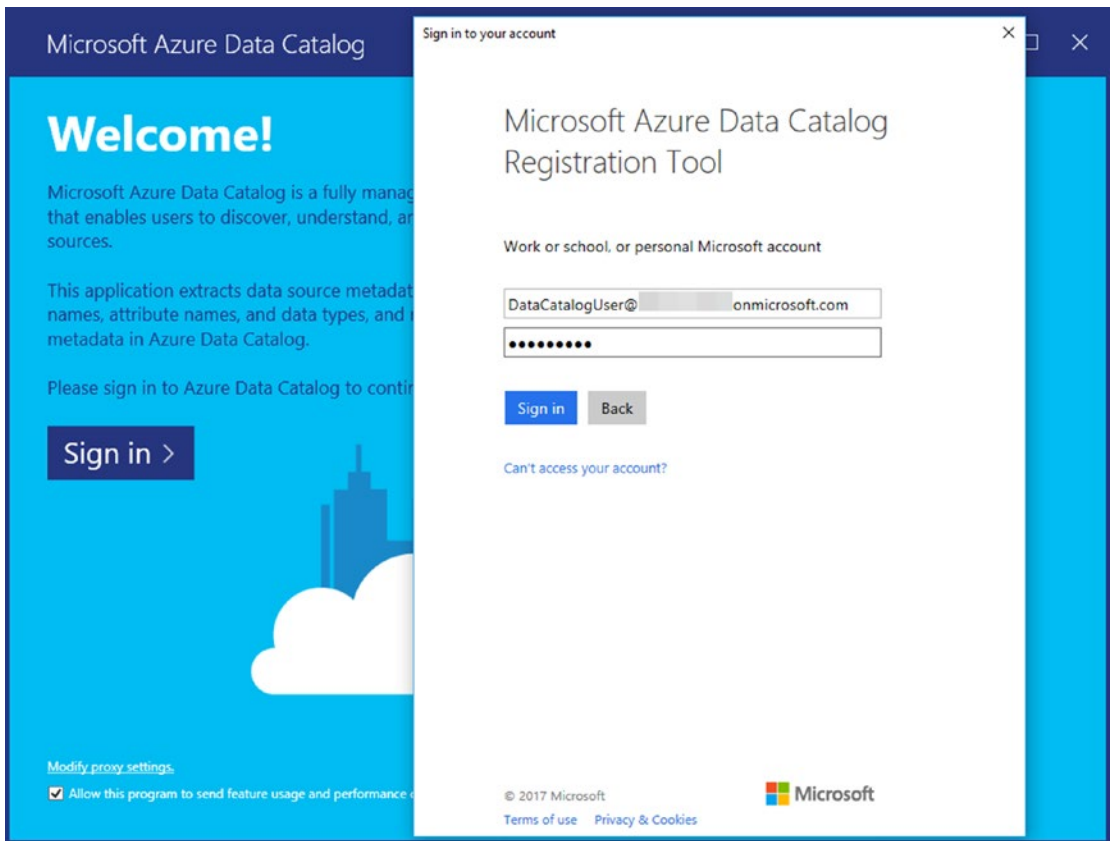 Microsoft Azure Data Catalog
Welcome!
Microsoft Azure Data Catalog is a fully manag
that enables users to discover, understand, an
sources.
This application extracts data source metadat
names, attribute names, and data types, and
metadata in Azure Data Catalog.
Please sign in to Azure Data Catalog to contin
Sign in >
Modify proxy settings.
Allow this program to send feature usage and performance
Sign in to your account
Microsoft Azure Data Catalog
Registration Tool
Work or school, or personal Microsoft account
DataCatalogUser@ onmicrosoft.com
•••••••••
Sign in Back
Can't access your account?
© 2017 Microsoft
Microsoft
Terms of use Privacy & Cookies